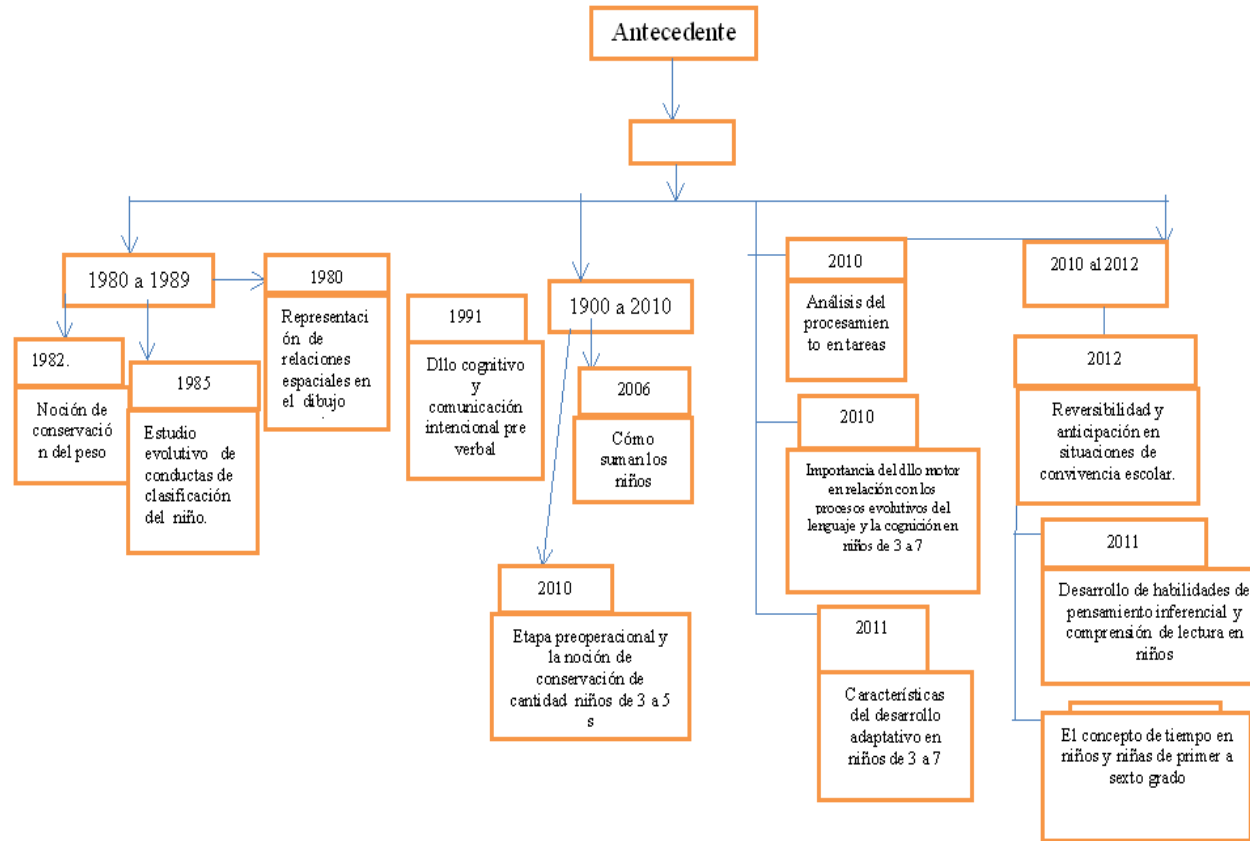 Antecedente
1980 a 1989
1980
Representaci
ón de
relaciones
espaciales en
el dibujo
.
1982.
Noción de
conservació
n del peso
1985
Estudio
evolutivo de
conductas de
clasificación
del niño.
1900 a 2010
1991
Dllo cognitivo
y
comunicación
intencional pre
verbal
2006
Cómo
suman los
niños
2010
Etapa preoperacional y
la noción de
conservación de
cantidad niños de 3 a 5
s
2010
Análisis del
procesamien
to en tareas
2010
Importancia del dllo motor
en relación con los
procesos evolutivos del
lenguaje y la cognición en
niños de 3 a 7
2011
Características
del desarrollo
adaptativo en
niños de 3 a 7
2010 al 2012
2012
Reversibilidad y
anticipación en
situaciones de
convivencia escolar.
2011
Desarrollo de habilidades de
pensamiento inferencial y
comprensión de lectura en
niños
El concepto de tiempo en
niños y niñas de primer a
sexto grado